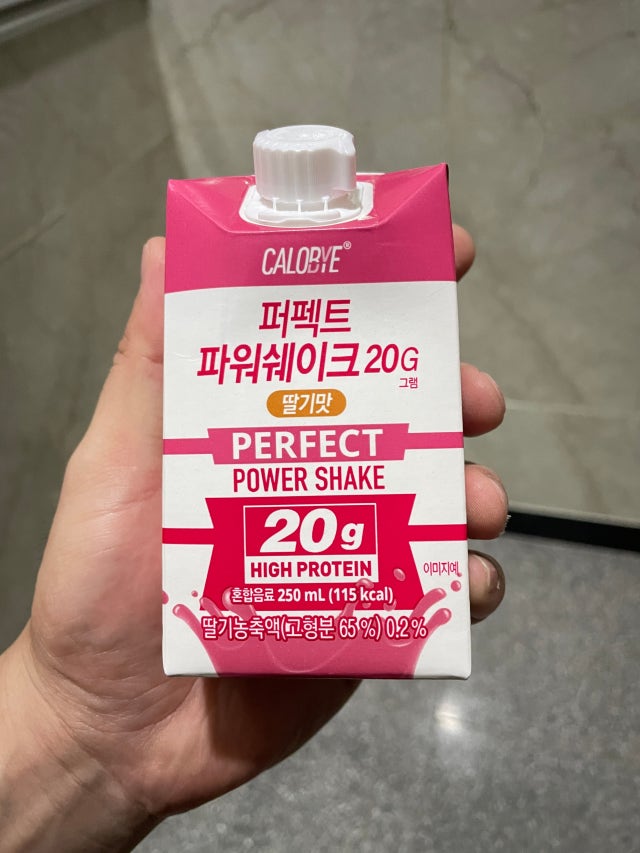 CALOBYE®
퍼펙트
파워쉐이크 20G
그램
딸기맛
PERFECT
POWER SHAKE
20g
HIGH PROTEIN
이미지예
혼합음료 250 mL (115 kcal)
딸기농축액(고형분 65 %) 0.2 %